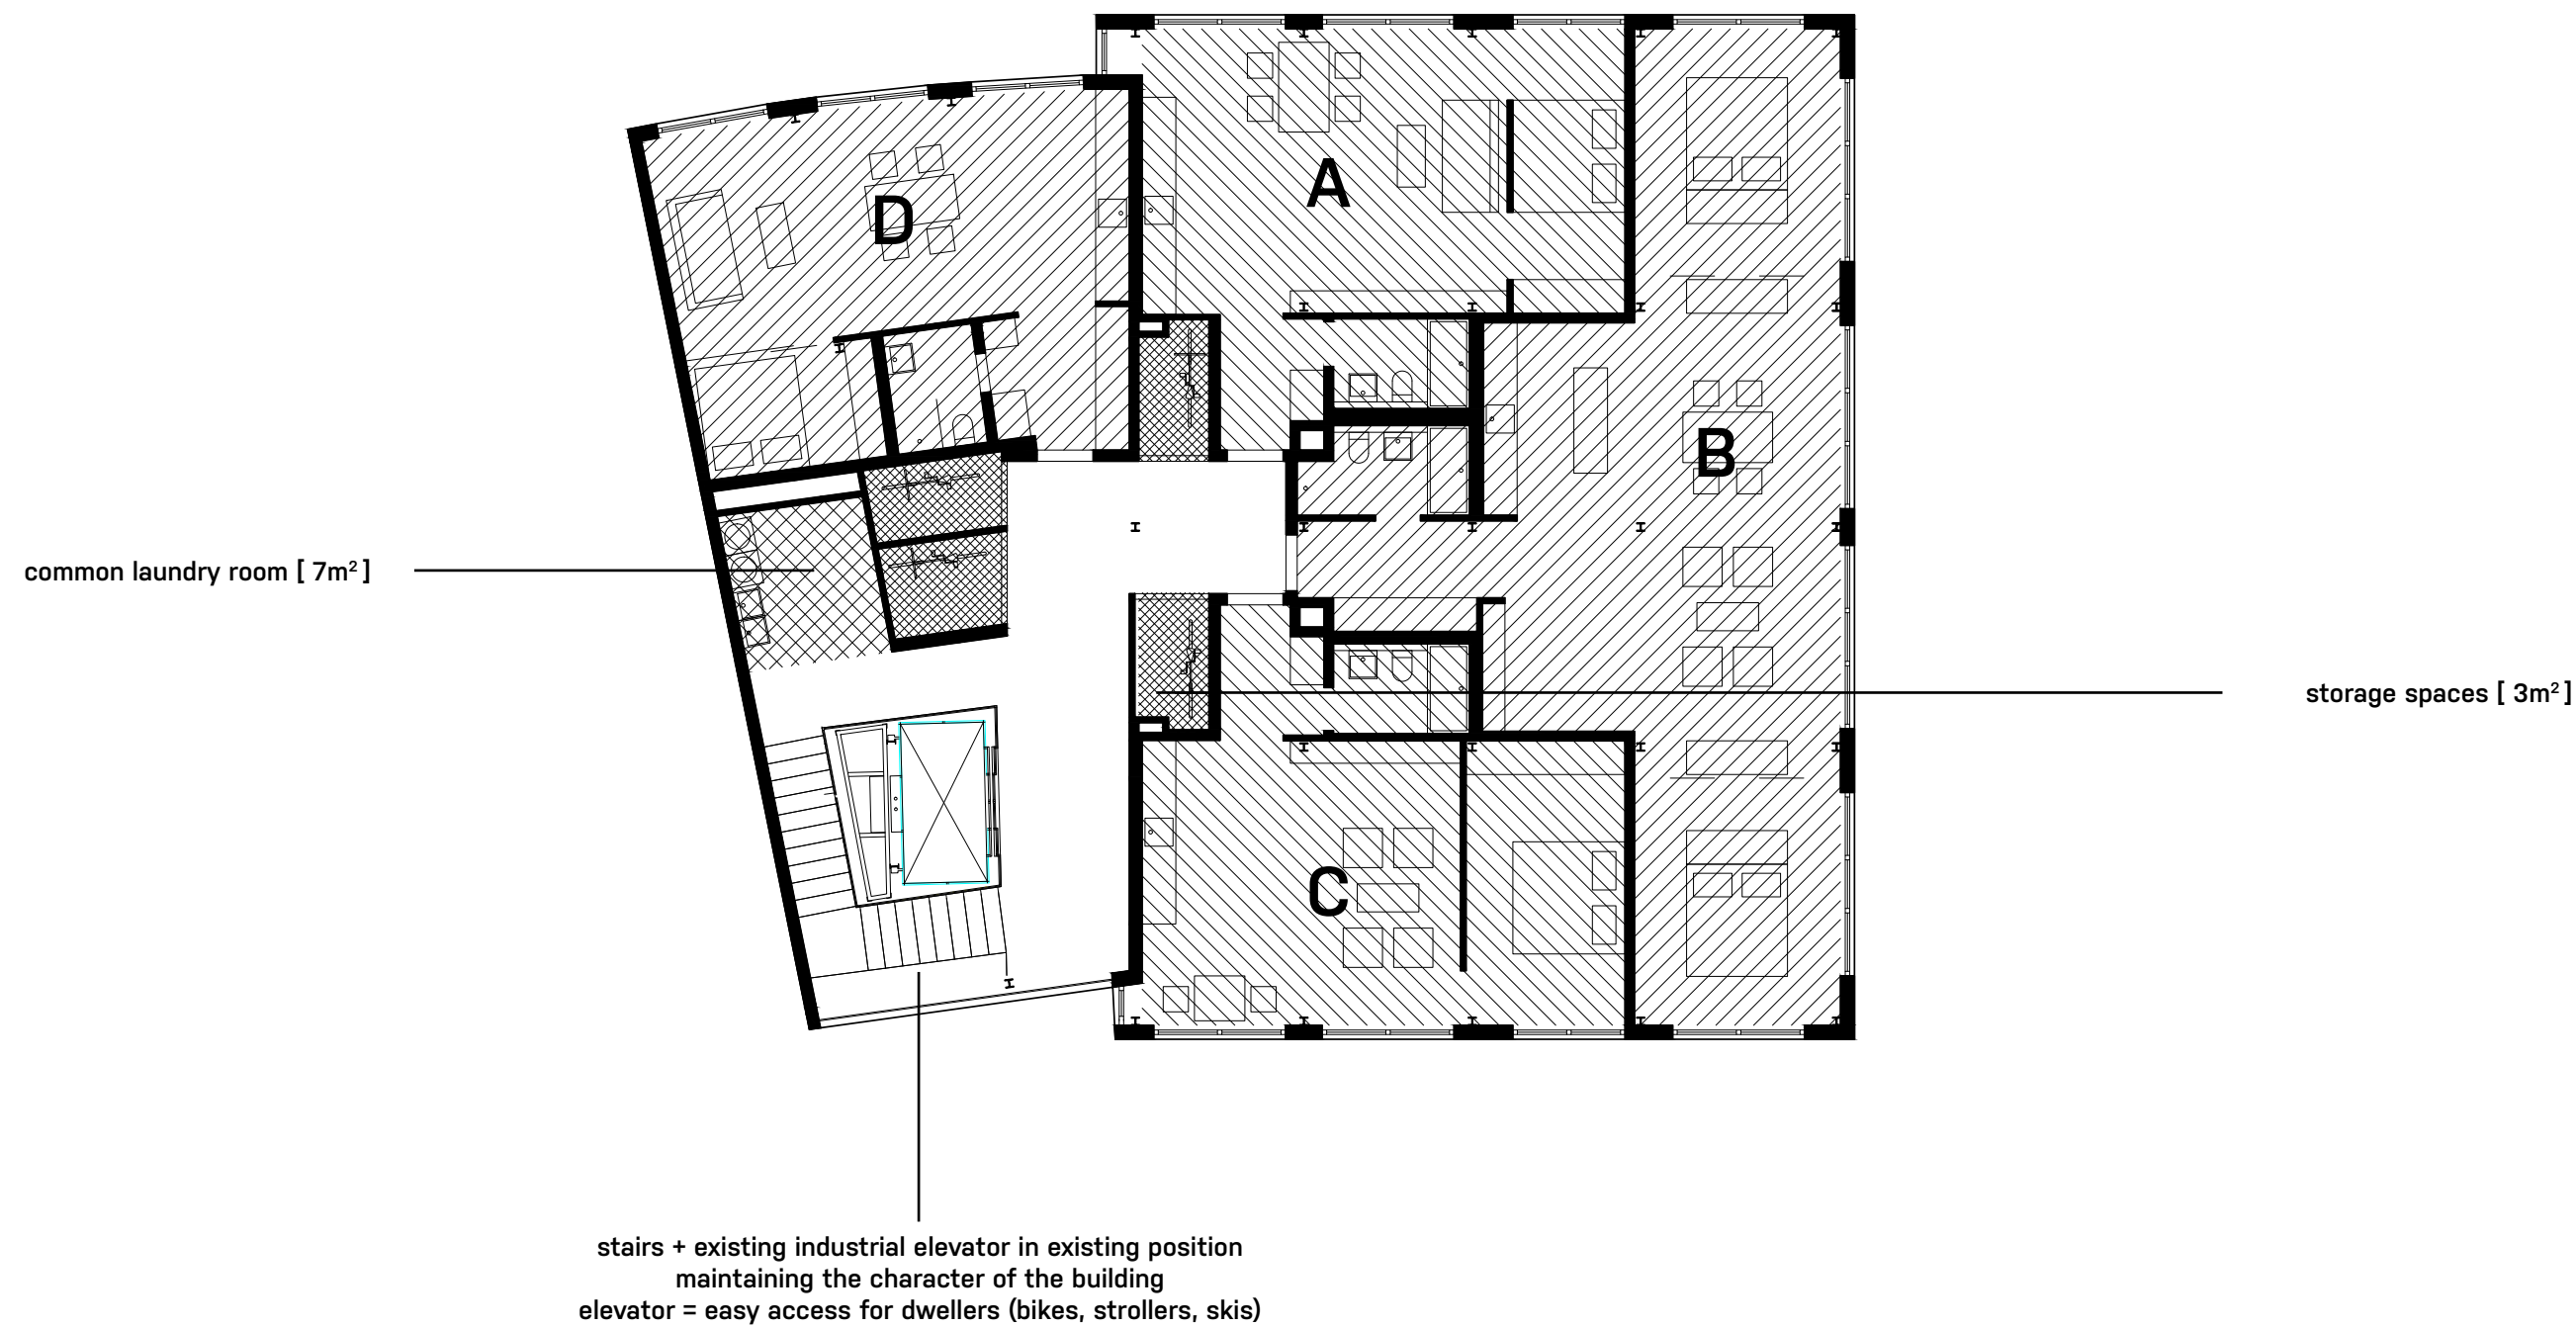 A
D
B
common laundry room [ 7m² ]
storage spaces [ 3m² ]
C
stairs + existing industrial elevator in existing position
maintaining the character of the building
elevator = easy access for dwellers (bikes, strollers, skis)